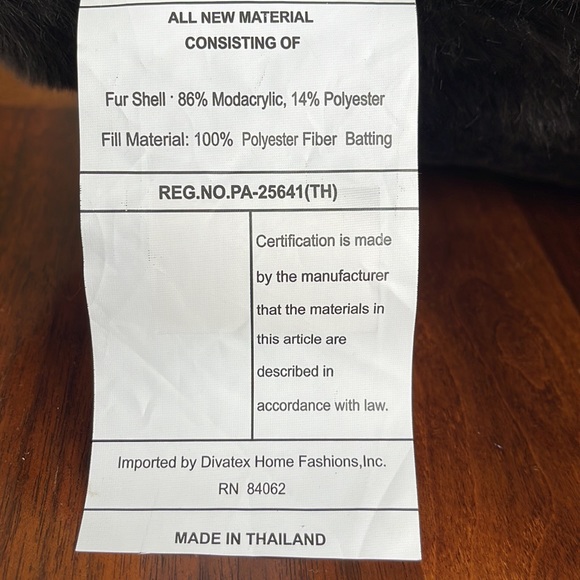 ALL NEW MATERIAL
CONSISTING OF
Fur Shell · 86% Modacrylic, 14% Polyester
Fill Material: 100% Polyester Fiber Batting
REG.NO.PA-25641(TH)
Certification is made
by the manufacturer
that the materials in
this article are
described in
accordance with law.
Imported by Divatex Home Fashions,Inc.
RN 84062
MADE IN THAILAND